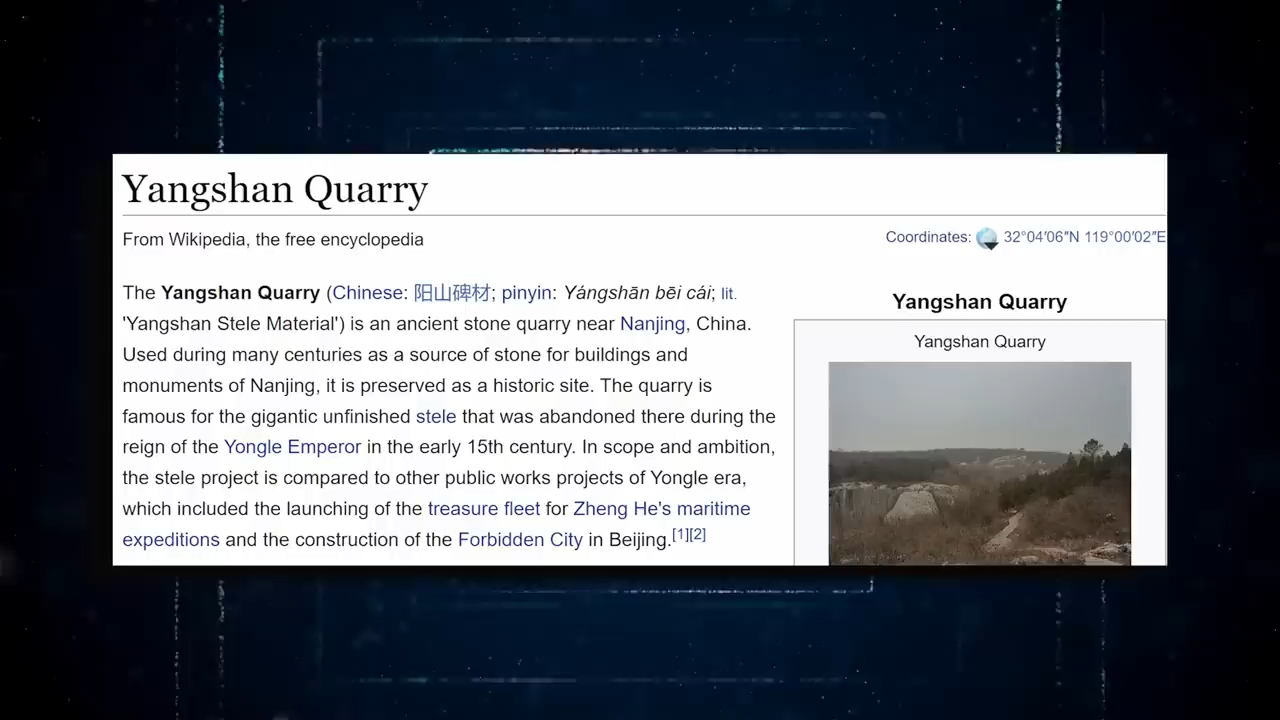 Yangshan Quarry
From Wikipedia, the free encyclopedia
Coordinates: 32°04′06″N 119°00′02″E
The Yangshan Quarry (Chinese: 阳山碑材; pinyin: Yángshān bēi cái; lit.
'Yangshan Stele Material') is an ancient stone quarry near Nanjing, China.
Used during many centuries as a source of stone for buildings and
monuments of Nanjing, it is preserved as a historic site. The quarry is
famous for the gigantic unfinished stele that was abandoned there during the
reign of the Yongle Emperor in the early 15th century. In scope and ambition,
the stele project is compared to other public works projects of Yongle era,
which included the launching of the treasure fleet for Zheng He's maritime
expeditions and the construction of the Forbidden City in Beijing.[1][2]
Yangshan Quarry
Yangshan Quarry